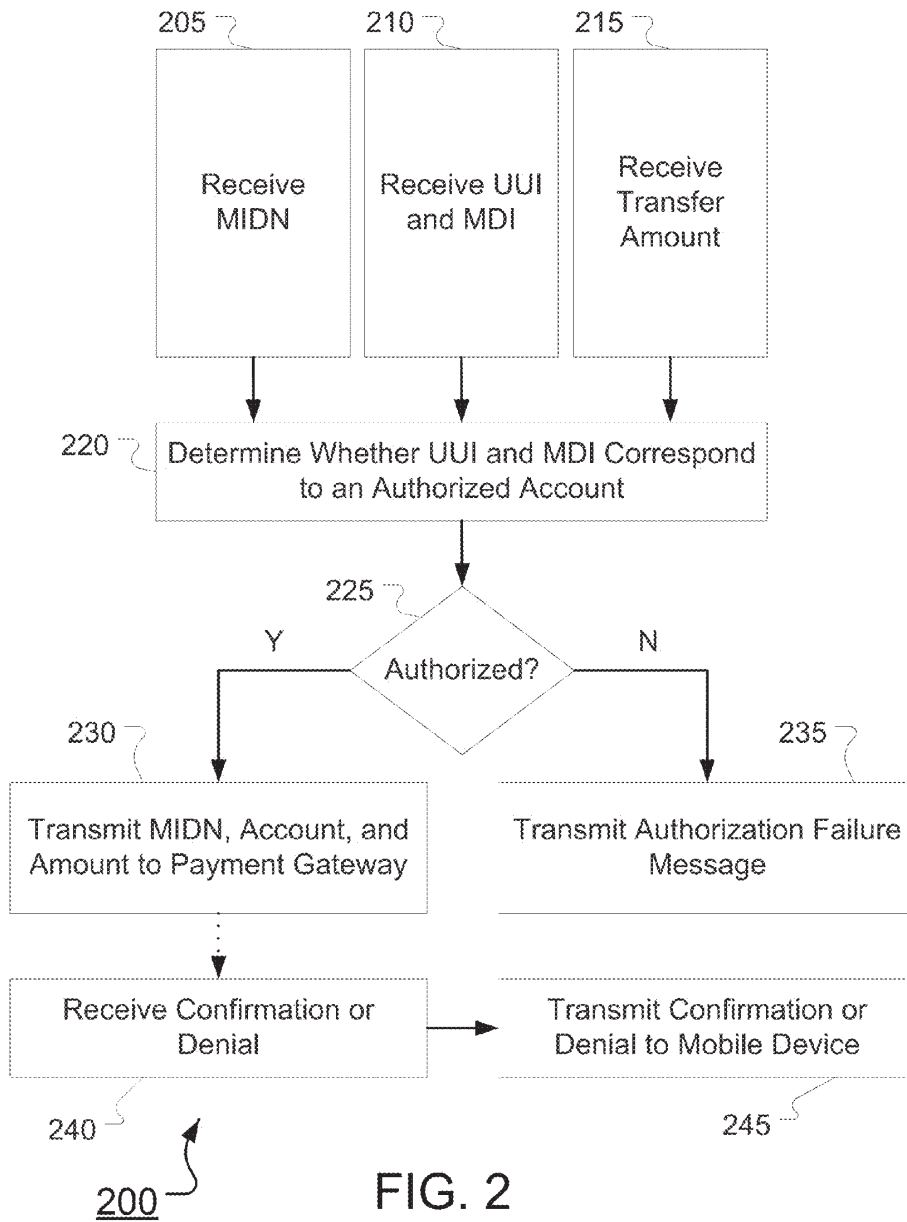 205
210
215
Receive
MIDN
Receive UUI
and MDI
Receive
Transfer
Amount
220
Determine Whether UUI and MDI Correspond
to an Authorized Account
225
Y
Authorized?
N
230
235
Transmit MIDN, Account, and
Amount to Payment Gateway
Transmit Authorization Failure
Message
Receive Confirmation or
Denial
Transmit Confirmation or
Denial to Mobile Device
240
245
200
FIG. 2